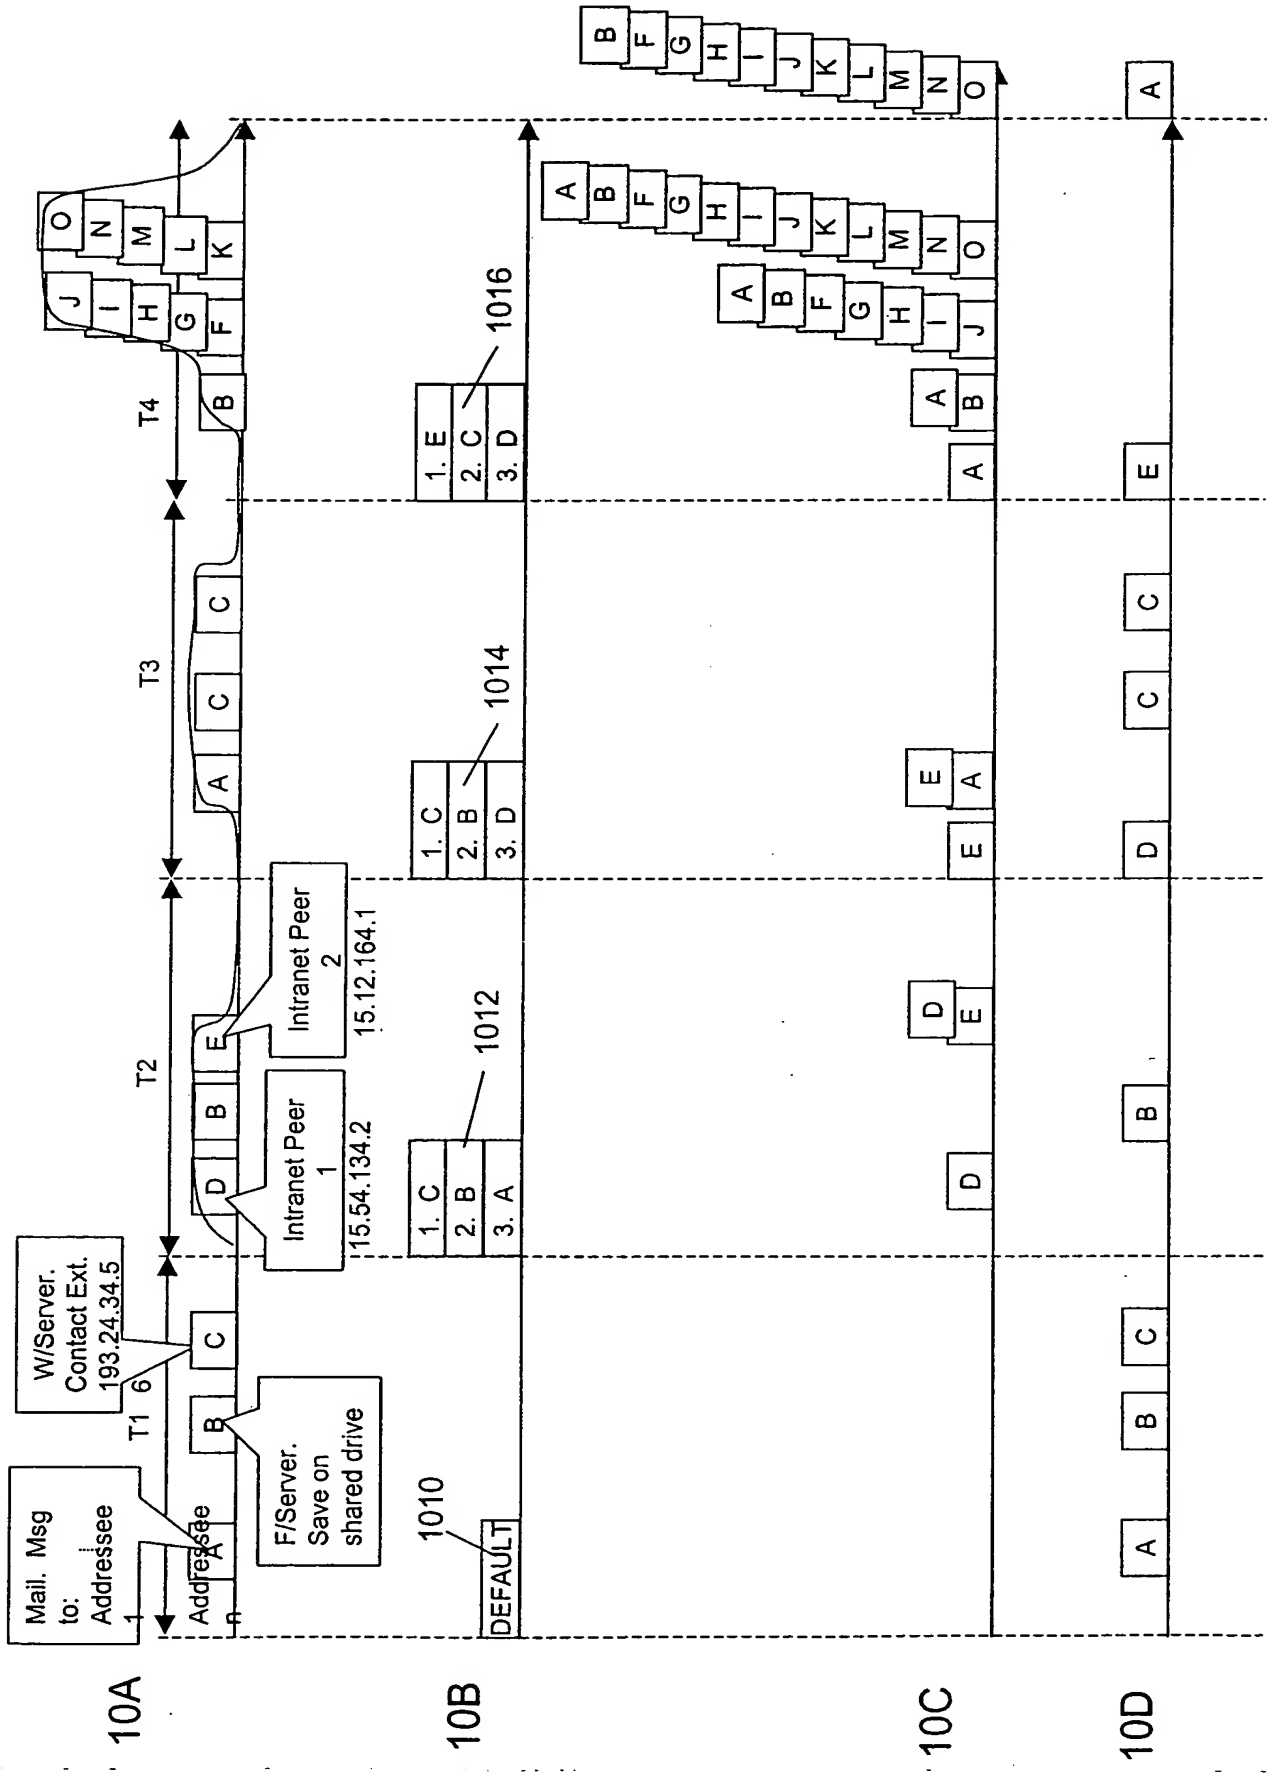 10A
Mail. Msg
to:
Addressee
1
Addressee
n
A
T1
F/Server.
Save on
shared drive
B
W/Server.
Contact Ext.
193.24.34.5
6
C
T2
D
Intranet Peer
1
15.54.134.2
B
E
Intranet Peer
2
15.12.164.1
T3
A
C
C
T4
B
J
I
H
G
F
O
N
M
L
K
10B
DEFAULT
1010
1. C
2. B
3. A
1012
1. C
2. B
3. D
1014
1. E
2. C
3. D
1016
10C
D
D
E
E
E
A
A
A
B
A
B
F
G
H
I
J
A
B
F
G
H
I
J
K
L
M
N
O
B
F
G
H
I
J
K
L
M
N
O
10D
A
B
C
B
D
C
C
E
A